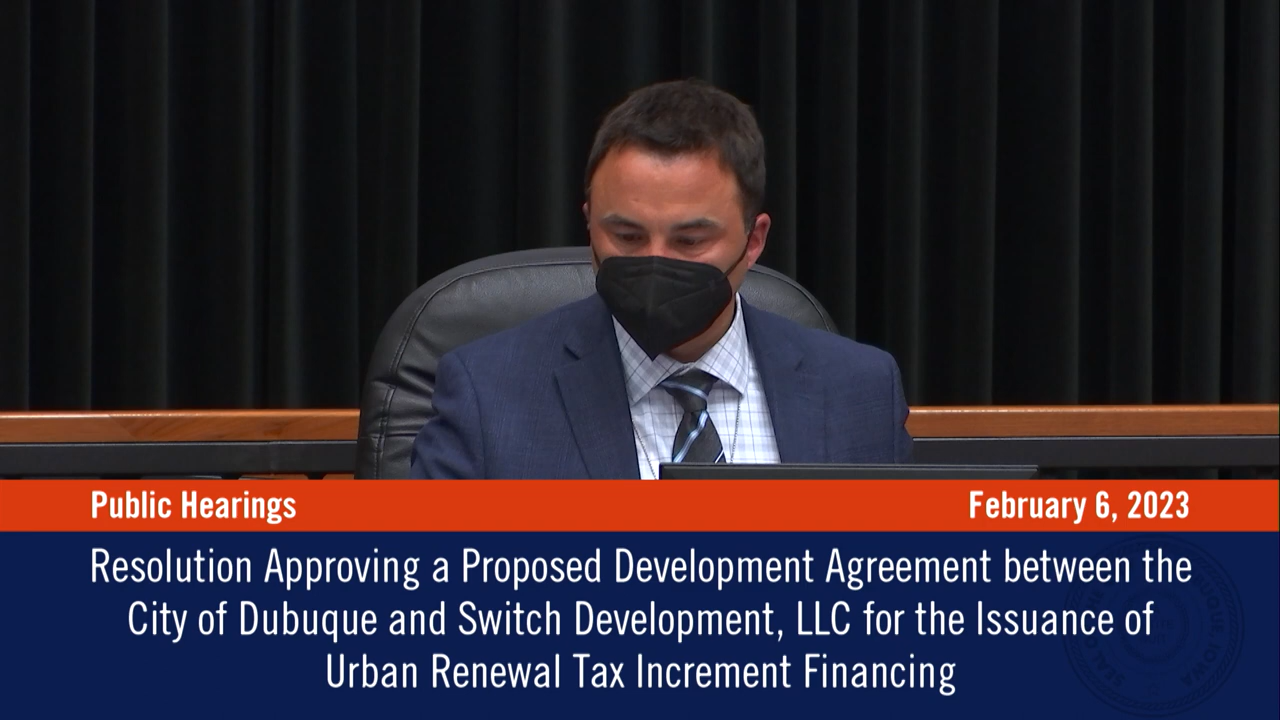 Public Hearings
February 6, 2023
Resolution Approving a Proposed Development Agreement between the
City of Dubuque and Switch Development, LLC for the Issuance of
Urban Renewal Tax Increment Financing